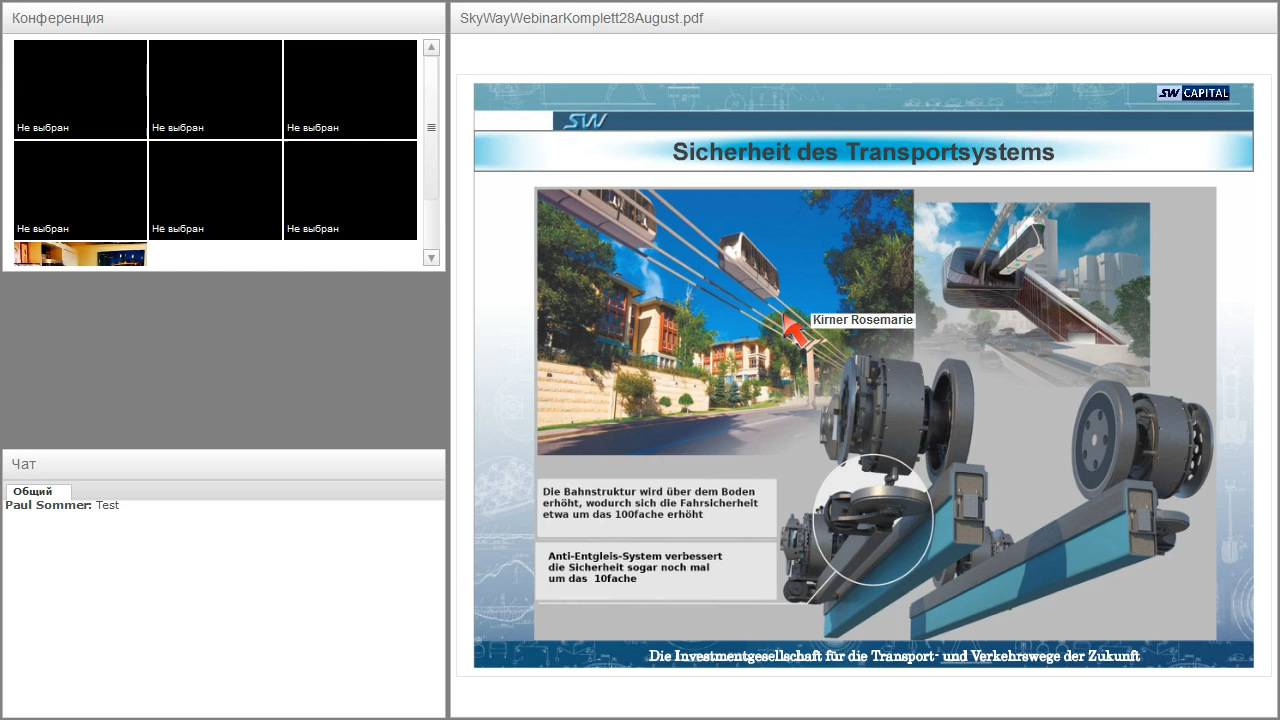 Конференция
Не выбран
Не выбран
Не выбран
Не выбран
Не выбран
Не выбран
Чат
Общий
Paul Sommer: Test
SkyWayWebinarKomplett28August.pdf
SW CAPITAL
SW
Sicherheit des Transportsystems
Kirner Rosemarie
Die Bahnstruktur wird über dem Boden
erhöht, wodurch sich die Fahrsicherheit
etwa um das 100fache erhöht
Anti-Entgleis-System verbessert
die Sicherheit sogar noch mal
um das 10fache
Die Investmentgesellschaft für die Transport- und Verkehrswege der Zukunft